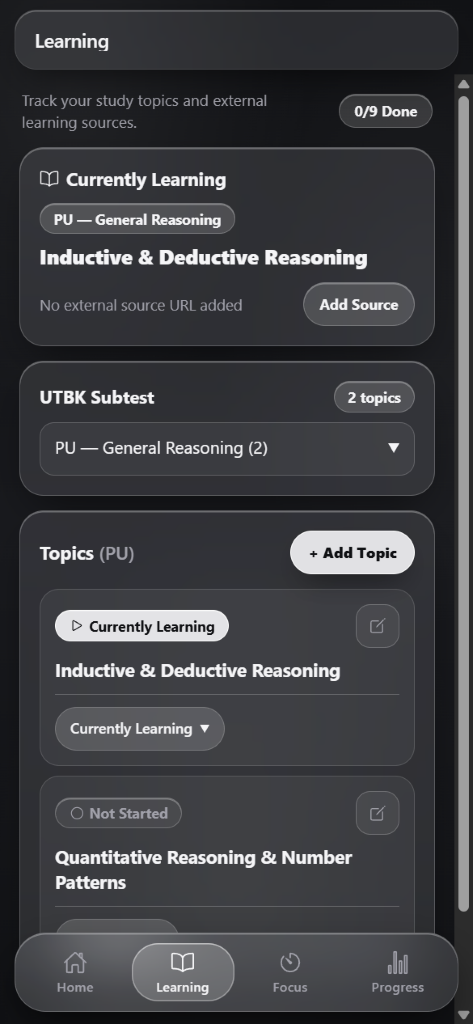 Learning
Track your study topics and external
learning sources.
0/9 Done
Currently Learning
PU — General Reasoning
Inductive & Deductive Reasoning
No external source URL added
Add Source
UTBK Subtest
2 topics
PU — General Reasoning (2)
Topics (PU)
+ Add Topic
Currently Learning
Inductive & Deductive Reasoning
Currently Learning
Not Started
Quantitative Reasoning & Number
Patterns
Home
Learning
Focus
Progress